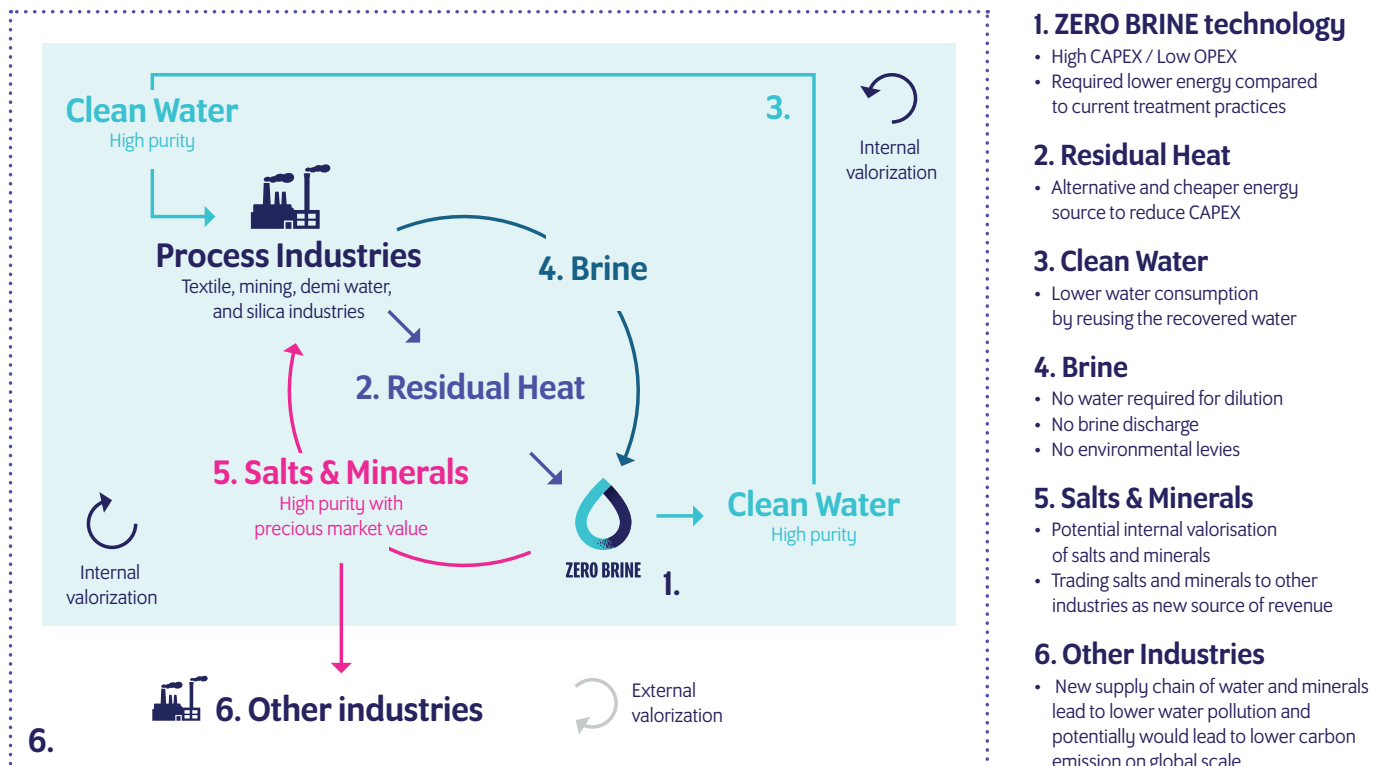 Clean Water
High purity
3.
Internal
valorization
Process Industries
Textile, mining, demi water,
and silica industries
4. Brine
2. Residual Heat
5. Salts & Minerals
High purity with
precious market value
Clean Water
High purity
ZERO BRINE
1.
Internal
valorization
6. Other industries
External
valorization
6.
1. ZERO BRINE technology
• High CAPEX / Low OPEX
• Required lower energy compared
to current treatment practices
2. Residual Heat
• Alternative and cheaper energy
source to reduce CAPEX
3. Clean Water
• Lower water consumption
by reusing the recovered water
4. Brine
• No water required for dilution
• No brine discharge
• No environmental levies
5. Salts & Minerals
• Potential internal valorisation
of salts and minerals
• Trading salts and minerals to other
industries as new source of revenue
6. Other Industries
• New supply chain of water and minerals
lead to lower water pollution and
potentially would lead to lower carbon
emission on global scale